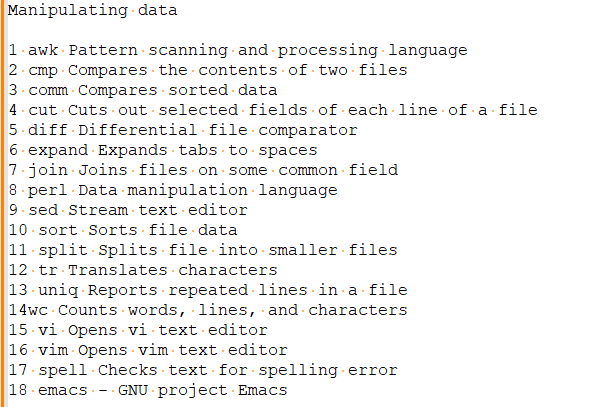 Manipulating data
1 awk Pattern scanning and processing language
2 cmp Compares the contents of two files
3 comm Compares sorted data
4 cut Cuts out selected fields of each line of a file
5 diff Differential file comparator
6 expand Expands tabs to spaces
7 join Joins files on some common field
8 perl Data manipulation language
9 sed Stream text editor
10 sort Sorts file data
11 split Splits file into smaller files
12 tr Translates characters
13 uniq Reports repeated lines in a file
14wc Counts words, lines, and characters
15 vi Opens vi text editor
16 vim Opens vim text editor
17 spell Checks text for spelling error
18 emacs - GNU project Emacs